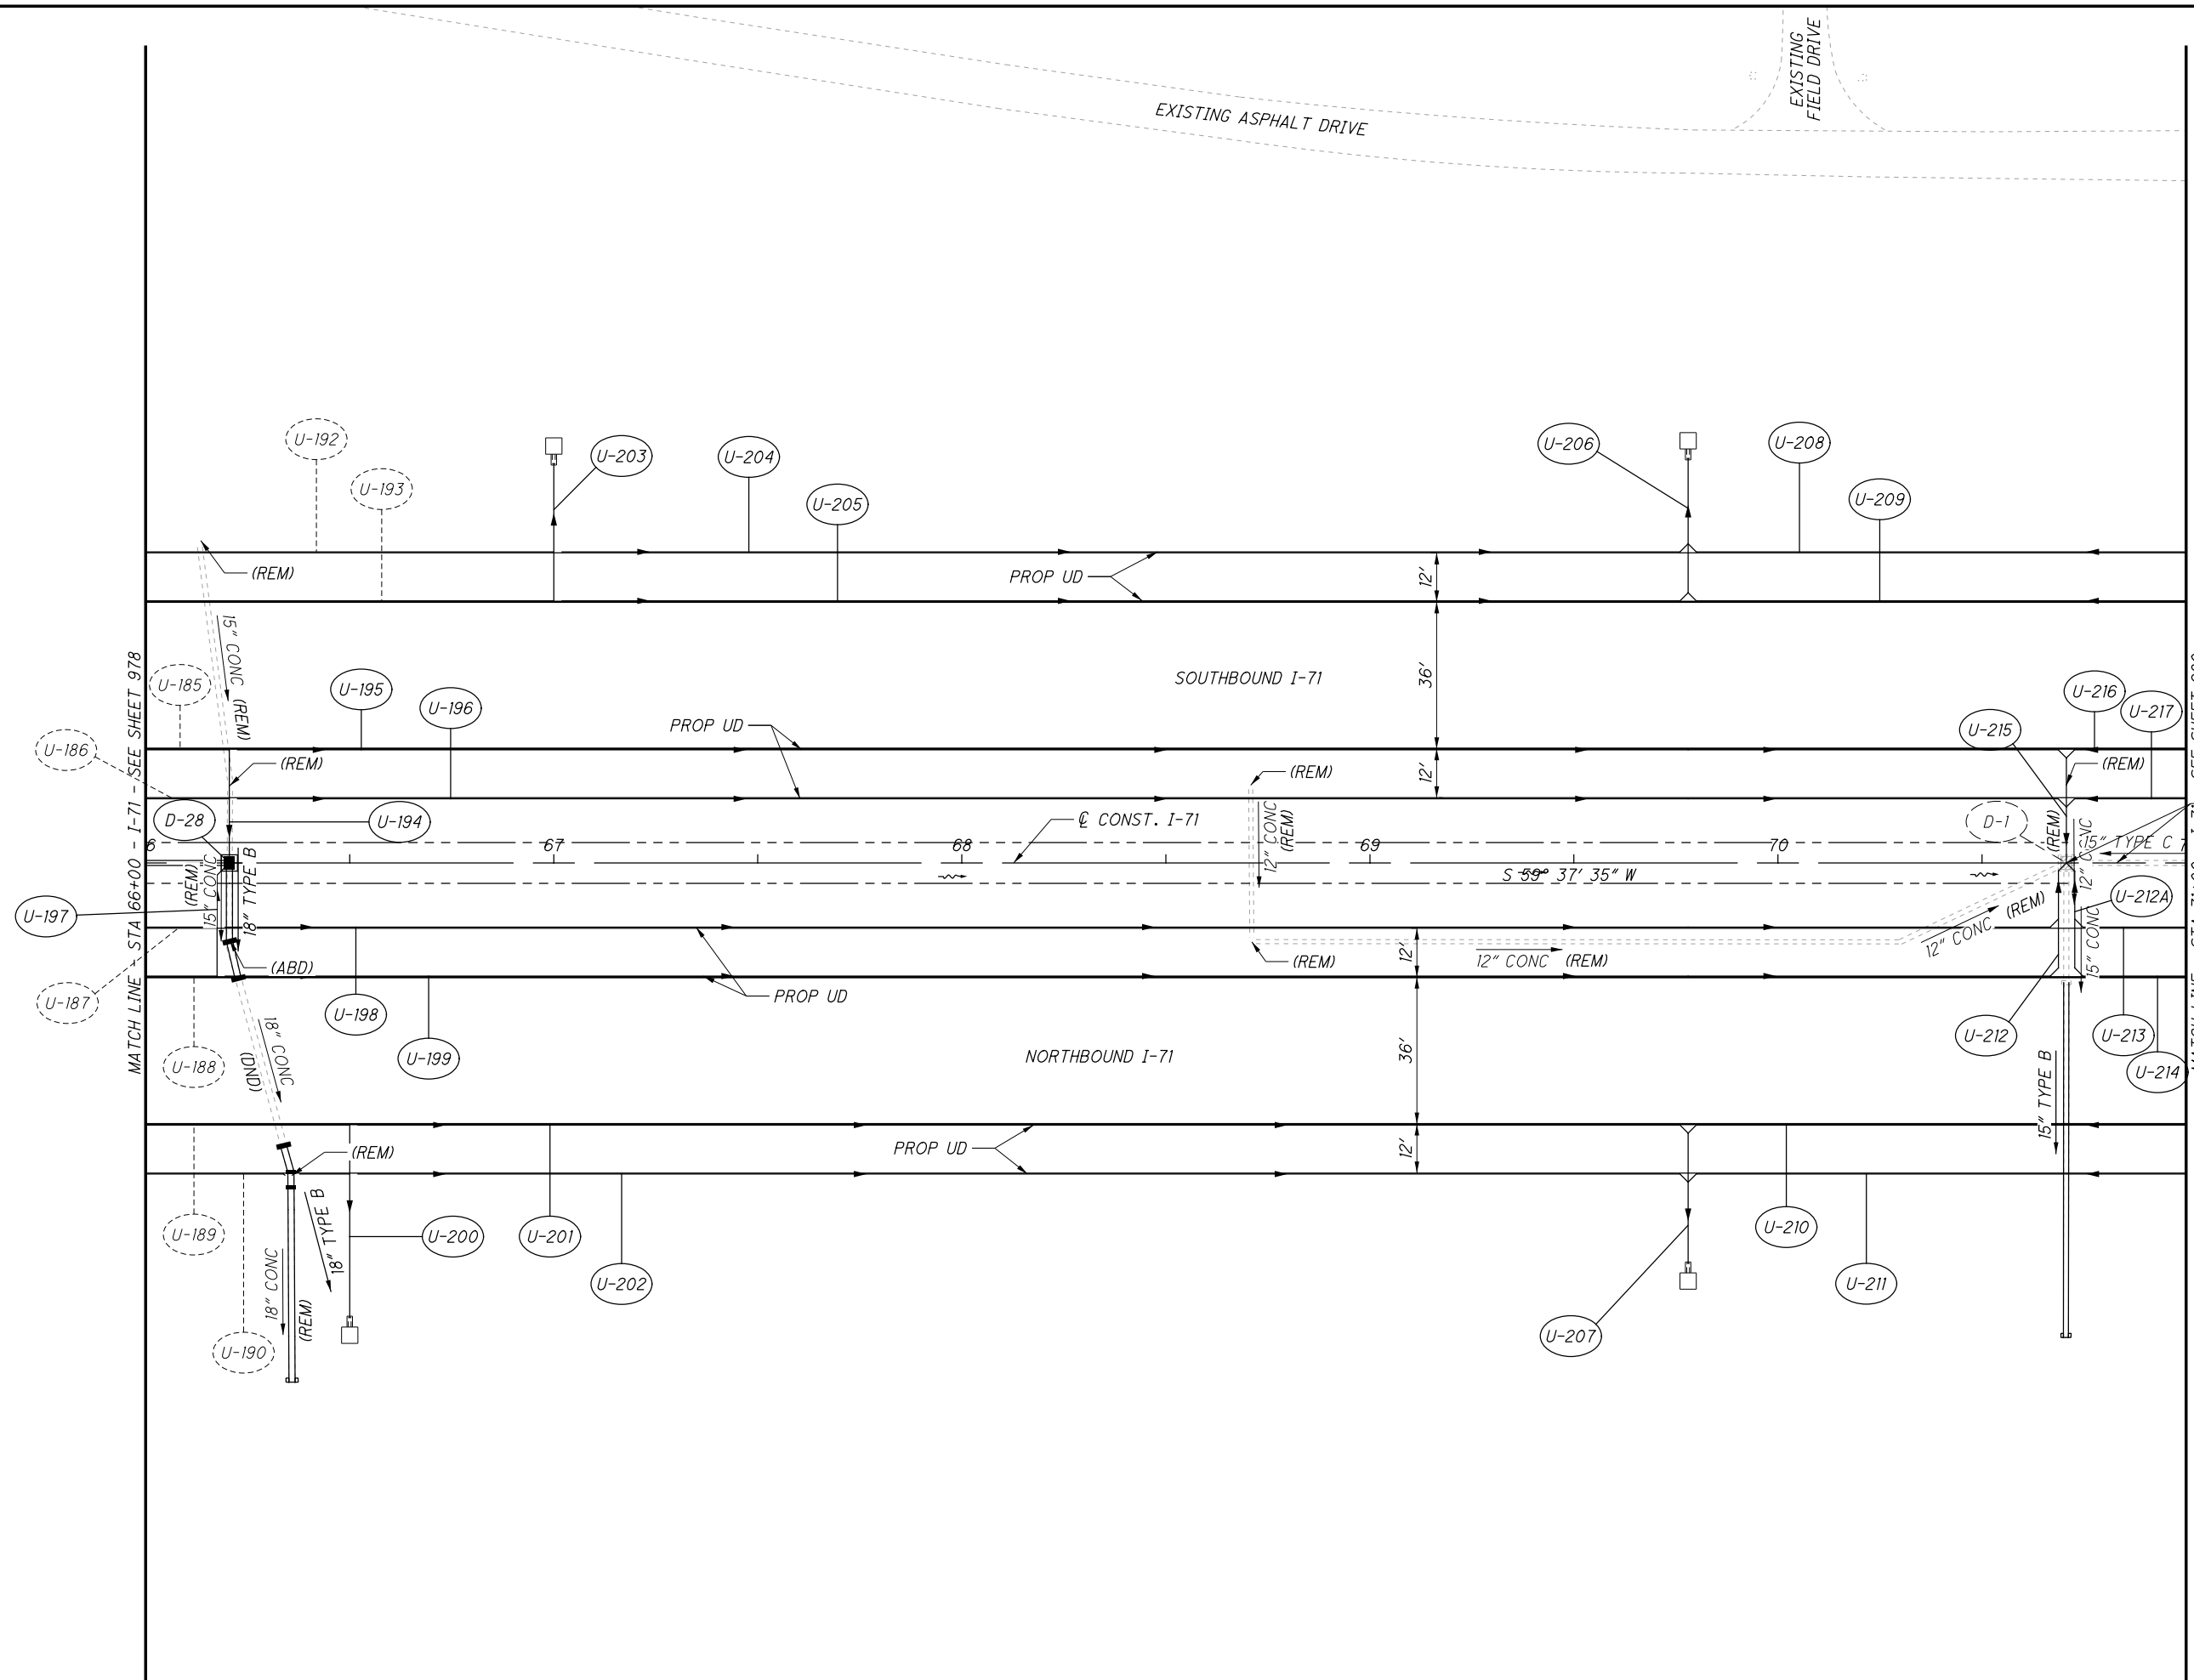 EXISTING
FIELD DRIVE
EXISTING ASPHALT DRIVE
U-192
U-193
U-203
U-204
U-205
U-206
U-208
U-209
(REM)
PROP UD
12'
15" CONC (REM)
36'
SOUTHBOUND I-71
MATCH LINE - STA 66+00 - I-71 - SEE SHEET 978
U-185
U-186
U-195
U-196
PROP UD
U-215
U-216
U-217
(REM)
(REM)
(REM)
12'
D-28
U-194
℄ CONST. I-71
12" CONC
(REM)
D-1
(REM)
12" CONC
15" TYPE C
6
67
68
69
70
S 59° 37' 35" W
(REM)
15" CONC
18" TYPE B
U-197
U-187
(ABD)
(REM)
12" CONC (REM)
12'
12" CONC (REM)
U-212A
15" CONC
PROP UD
U-198
U-199
U-188
18" CONC
(DND)
NORTHBOUND I-71
36'
U-212
U-213
U-214
15" TYPE B
(REM)
PROP UD
12'
U-189
U-190
18" CONC
(REM)
18" TYPE B
U-200
U-201
U-202
U-207
U-210
U-211